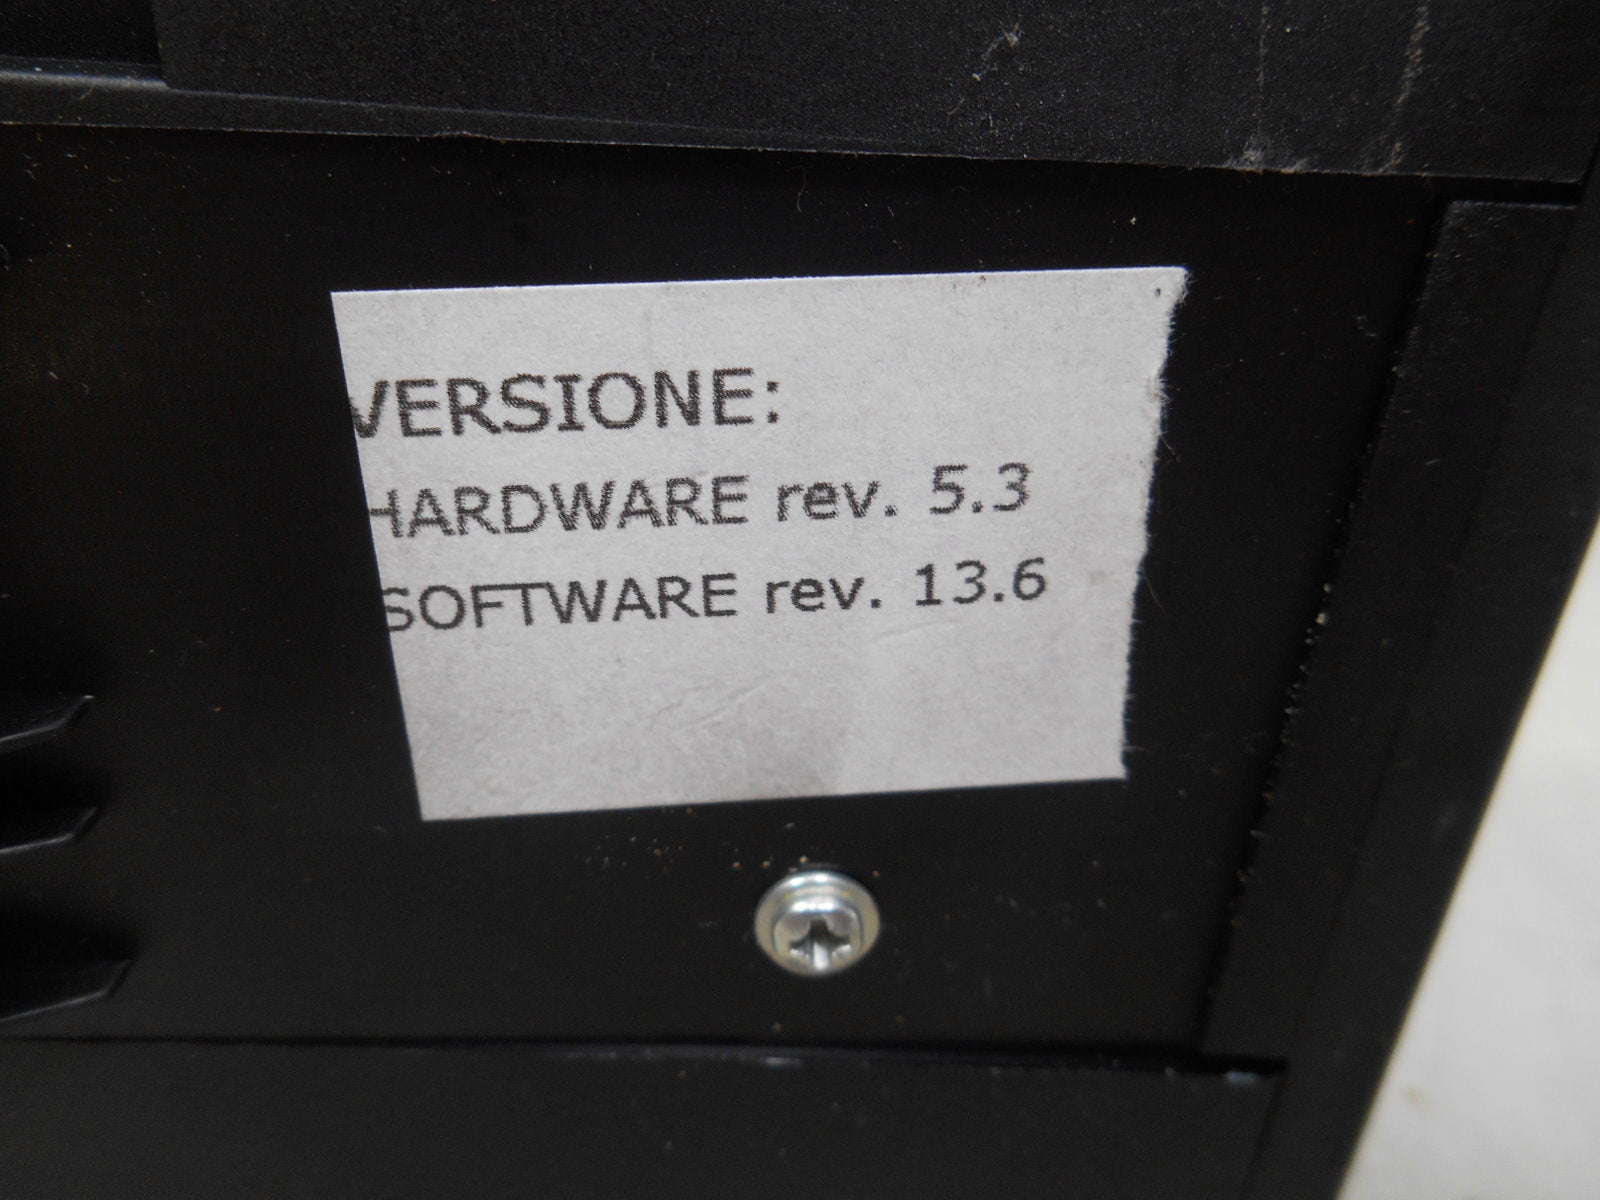 VERSIONE:
HARDWARE rev. 5.3
SOFTWARE rev. 13.6